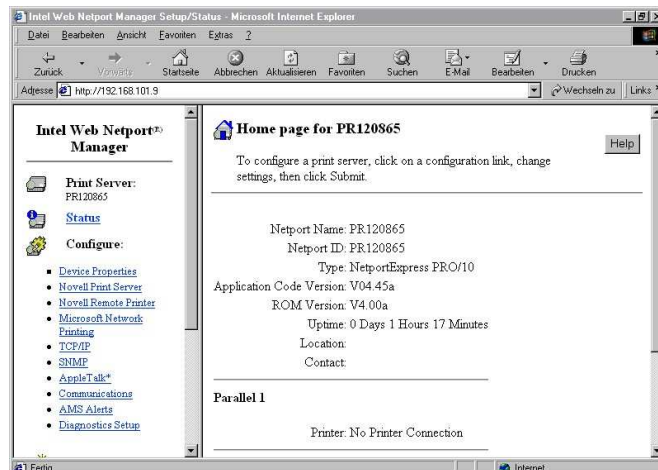 Intel Web Netport Manager Setup/Status - Microsoft Internet Explorer
Datei Bearbeiten Ansicht Favoriten Extras ?
Zurück Vorwärts Startseite Abbrechen Aktualisieren Favoriten Suchen E-Mail Bearbeiten Drucken
Adresse http://192.168.101.9 Wechseln zu Links
Intel Web Netport(R)
Manager
Print Server:
PR120865
Status
Configure:
Device Properties
Novell Print Server
Novell Remote Printer
Microsoft Network
Printing
TCP/IP
SNMP
AppleTalk*
Communications
AMS Alerts
Diagnostics Setup
Home page for PR120865
Help
To configure a print server, click on a configuration link, change
settings, then click Submit.
Netport Name: PR120865
Netport ID: PR120865
Type: NetportExpress PRO/10
Application Code Version: V04.45a
ROM Version: V4.00a
Uptime: 0 Days 1 Hours 17 Minutes
Location:
Contact:
Parallel 1
Printer: No Printer Connection
Fertig Internet